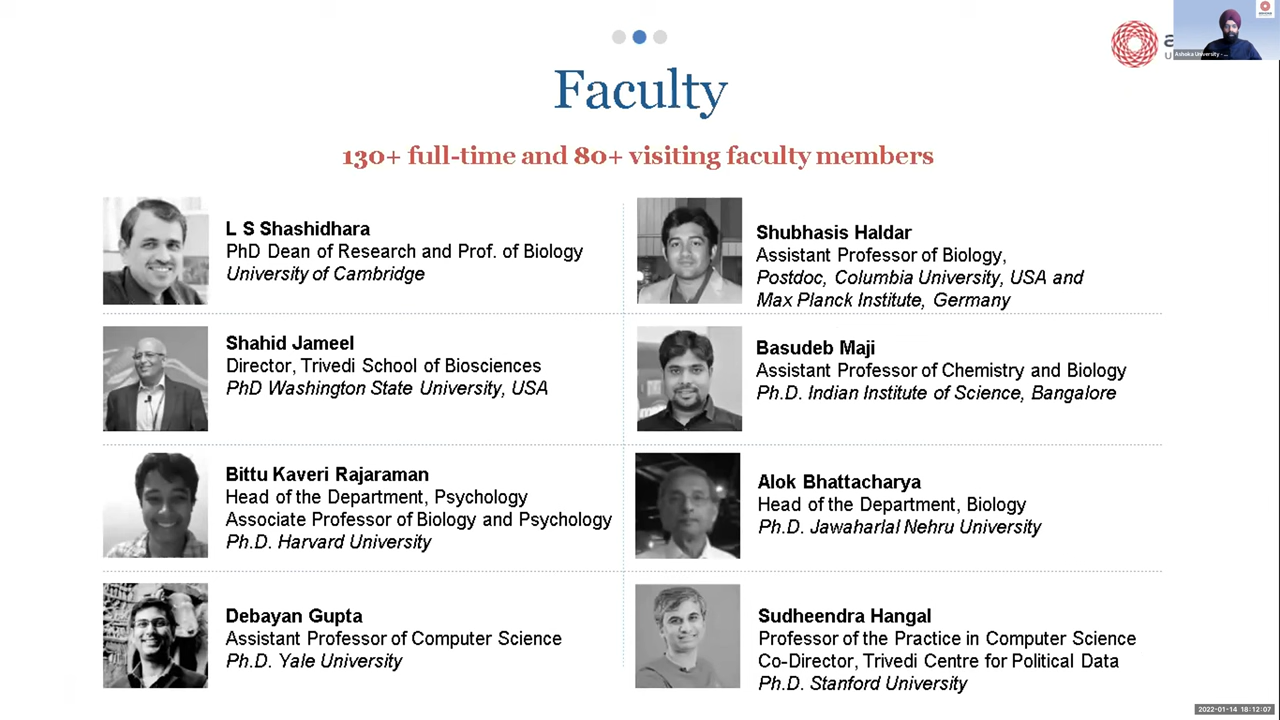 Faculty
130+ full-time and 80+ visiting faculty members
L S Shashidhara
PhD Dean of Research and Prof. of Biology
University of Cambridge
Shubhasis Haldar
Assistant Professor of Biology,
Postdoc, Columbia University, USA and
Max Planck Institute, Germany
Shahid Jameel
Director, Trivedi School of Biosciences
PhD Washington State University, USA
Basudeb Maji
Assistant Professor of Chemistry and Biology
Ph.D. Indian Institute of Science, Bangalore
Bittu Kaveri Rajaraman
Head of the Department, Psychology
Associate Professor of Biology and Psychology
Ph.D. Harvard University
Alok Bhattacharya
Head of the Department, Biology
Ph.D. Jawaharlal Nehru University
Debayan Gupta
Assistant Professor of Computer Science
Ph.D. Yale University
Sudheendra Hangal
Professor of the Practice in Computer Science
Co-Director, Trivedi Centre for Political Data
Ph.D. Stanford University
Ashoka University - ...
2022-01-14 18:12:07